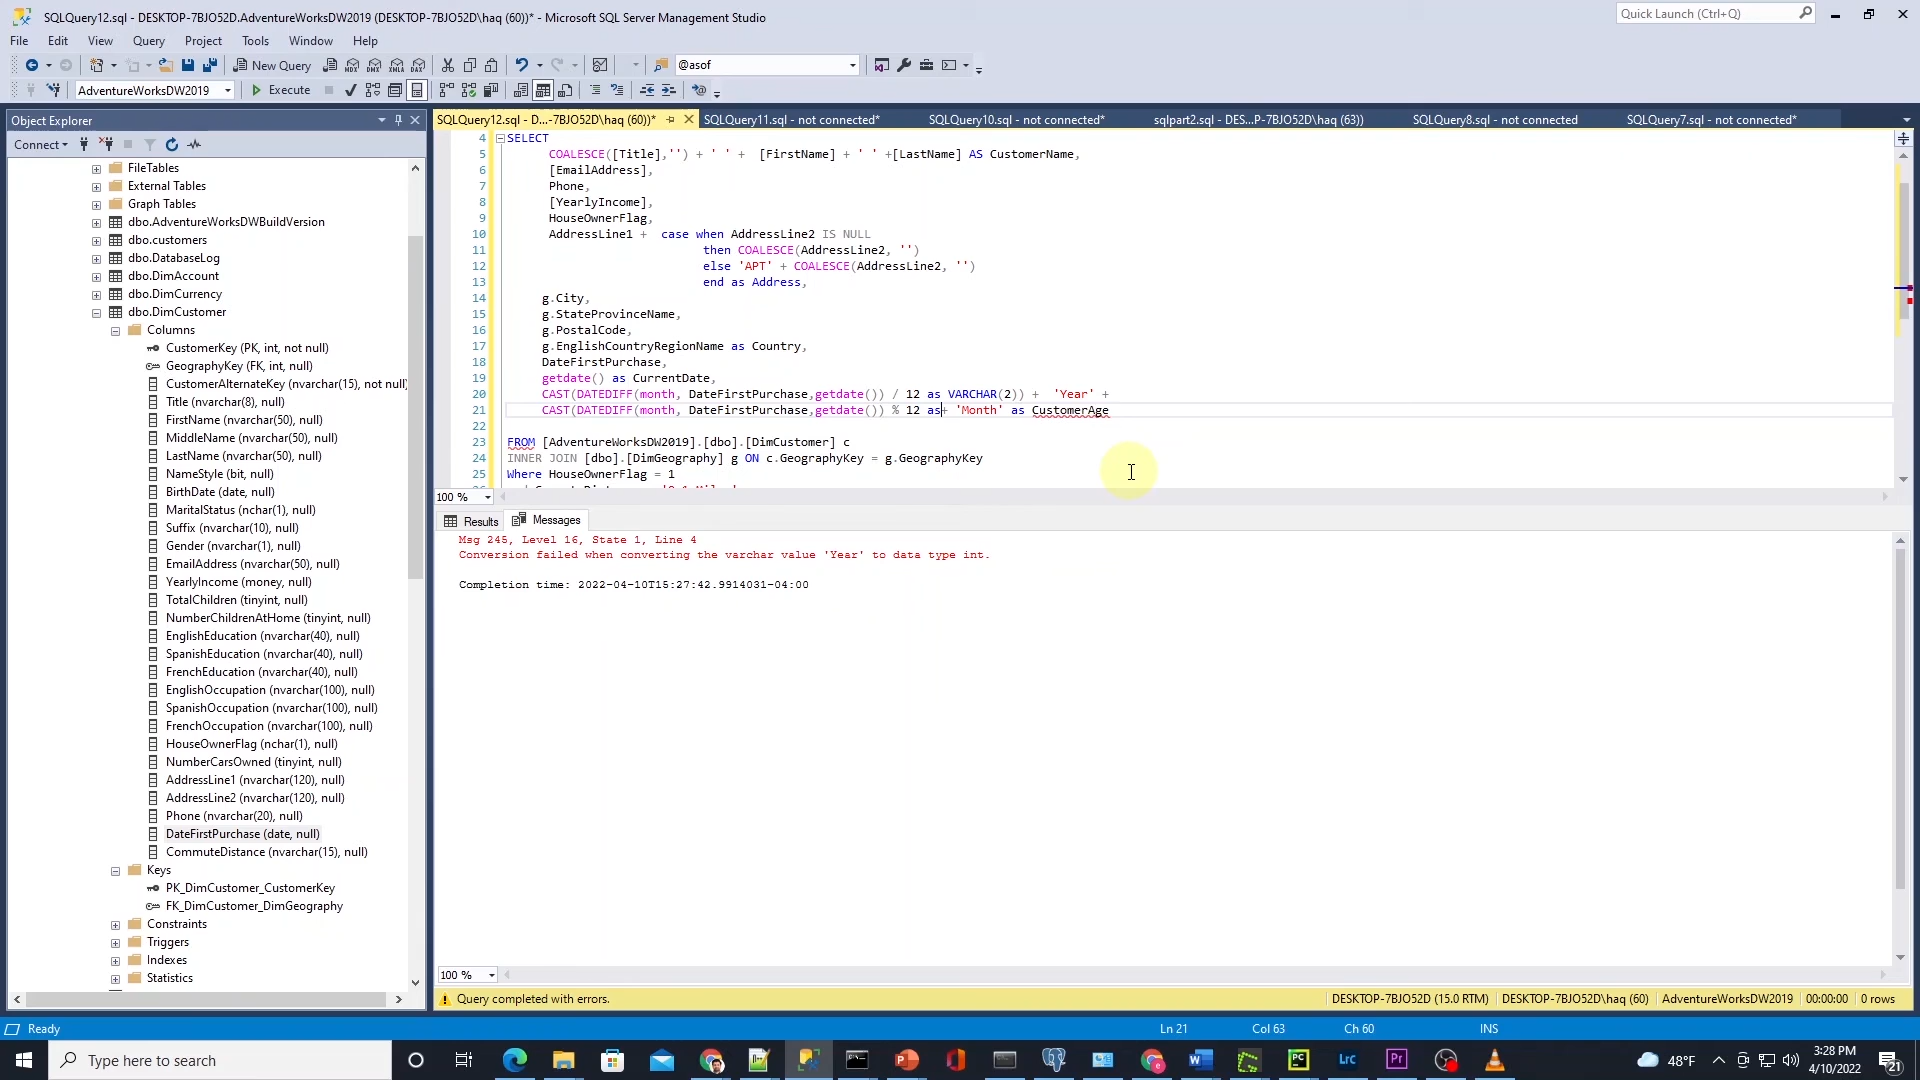 SQLQuery12.sql - DESKTOP-7BJO52D.AdventureWorksDW2019 (DESKTOP-7BJO52D\haq (60))* - Microsoft SQL Server Management Studio
Quick Launch (Ctrl+Q)
File Edit View Query Project Tools Window Help
New Query
MDX DMX XMLA DAX
@asof
AdventureWorksDW2019
Execute
Object Explorer
Connect
FileTables
External Tables
Graph Tables
dbo.AdventureWorksDWBuildVersion
dbo.customers
dbo.DatabaseLog
dbo.DimAccount
dbo.DimCurrency
dbo.DimCustomer
Columns
CustomerKey (PK, int, not null)
GeographyKey (FK, int, null)
CustomerAlternateKey (nvarchar(15), not null)
Title (nvarchar(8), null)
FirstName (nvarchar(50), null)
MiddleName (nvarchar(50), null)
LastName (nvarchar(50), null)
NameStyle (bit, null)
BirthDate (date, null)
MaritalStatus (nchar(1), null)
Suffix (nvarchar(10), null)
Gender (nvarchar(1), null)
EmailAddress (nvarchar(50), null)
YearlyIncome (money, null)
TotalChildren (tinyint, null)
NumberChildrenAtHome (tinyint, null)
EnglishEducation (nvarchar(40), null)
SpanishEducation (nvarchar(40), null)
FrenchEducation (nvarchar(40), null)
EnglishOccupation (nvarchar(100), null)
SpanishOccupation (nvarchar(100), null)
FrenchOccupation (nvarchar(100), null)
HouseOwnerFlag (nchar(1), null)
NumberCarsOwned (tinyint, null)
AddressLine1 (nvarchar(120), null)
AddressLine2 (nvarchar(120), null)
Phone (nvarchar(20), null)
DateFirstPurchase (date, null)
CommuteDistance (nvarchar(15), null)
Keys
PK_DimCustomer_CustomerKey
FK_DimCustomer_DimGeography
Constraints
Triggers
Indexes
Statistics
SQLQuery12.sql - D...-7BJO52D\haq (60))* SQLQuery11.sql - not connected* SQLQuery10.sql - not connected* sqlpart2.sql - DES...P-7BJO52D\haq (63)) SQLQuery8.sql - not connected SQLQuery7.sql - not connected*
4 SELECT
5 COALESCE([Title],'') + ' ' + [FirstName] + ' ' +[LastName] AS CustomerName,
6 [EmailAddress],
7 Phone,
8 [YearlyIncome],
9 HouseOwnerFlag,
10 AddressLine1 + case when AddressLine2 IS NULL
11 then COALESCE(AddressLine2, '')
12 else 'APT' + COALESCE(AddressLine2, '')
13 end as Address,
14 g.City,
15 g.StateProvinceName,
16 g.PostalCode,
17 g.EnglishCountryRegionName as Country,
18 DateFirstPurchase,
19 getdate() as CurrentDate,
20 CAST(DATEDIFF(month, DateFirstPurchase,getdate()) / 12 as VARCHAR(2)) + 'Year' +
21 CAST(DATEDIFF(month, DateFirstPurchase,getdate()) % 12 as+ 'Month' as CustomerAge
22
23 FROM [AdventureWorksDW2019].[dbo].[DimCustomer] c
24 INNER JOIN [dbo].[DimGeography] g ON c.GeographyKey = g.GeographyKey
25 Where HouseOwnerFlag = 1
100 %
Results Messages
Msg 245, Level 16, State 1, Line 4
Conversion failed when converting the varchar value 'Year' to data type int.
Completion time: 2022-04-10T15:27:42.9914031-04:00
100 %
Query completed with errors. DESKTOP-7BJO52D (15.0 RTM) DESKTOP-7BJO52D\haq (60) AdventureWorksDW2019 00:00:00 0 rows
Ready Ln 21 Col 63 Ch 60 INS
Type here to search
PC
Lrc
Pr
48°F
3:28 PM
4/10/2022
21